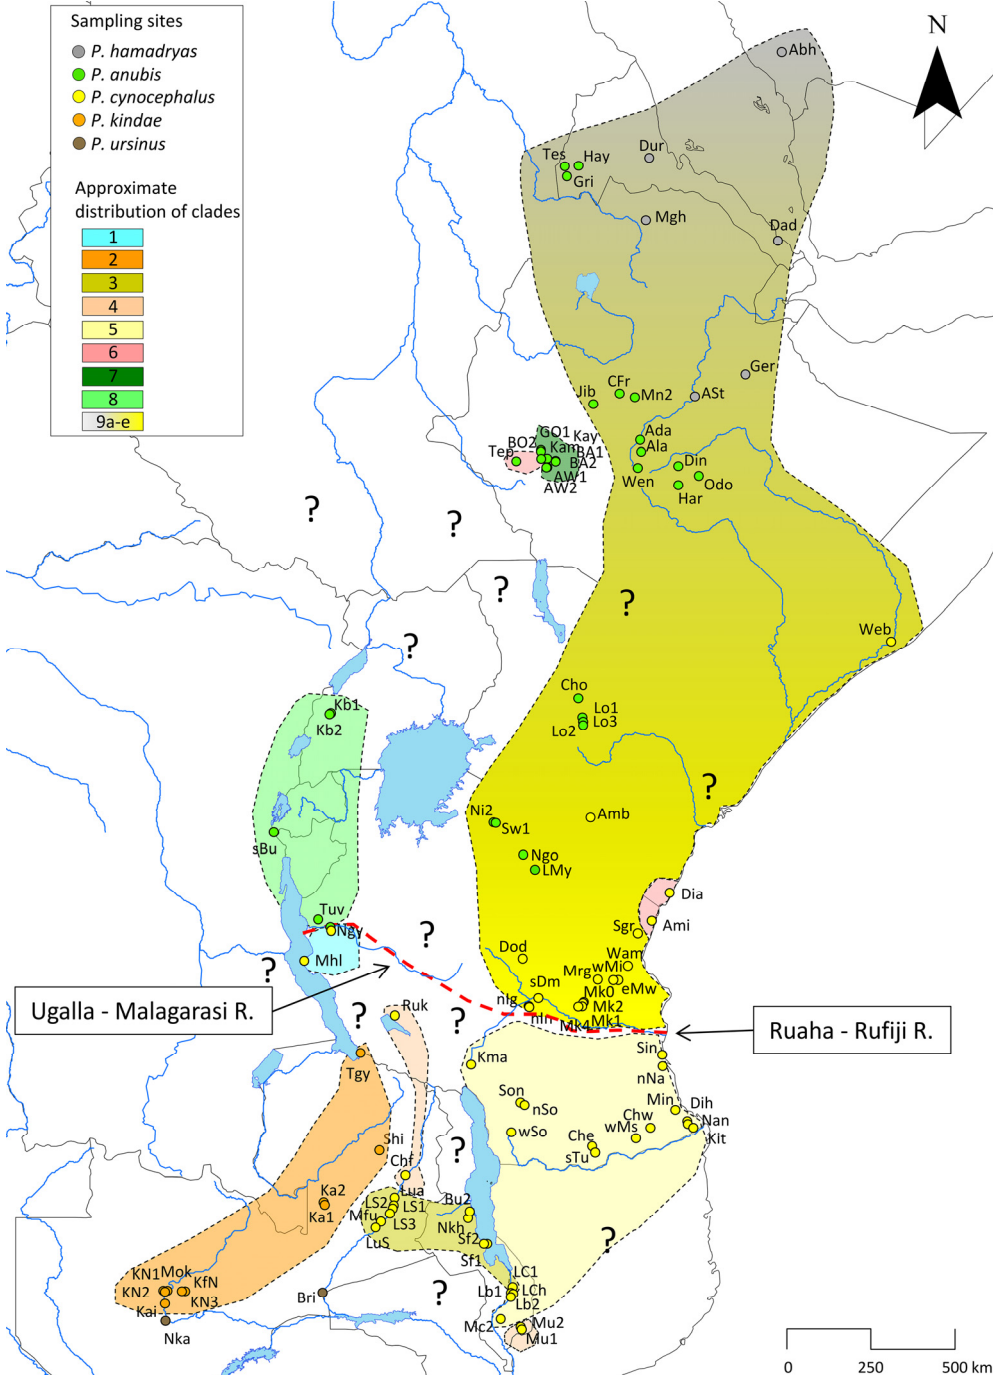 Sampling sites
P. hamadryas
P. anubis
P. cynocephalus
P. kindae
P. ursinus
Approximate
distribution of clades
1
2
3
4
5
6
7
8
9a-e
N
Abh
Tes Hay
Gri
Dur
Mgh
Dad
Ger
CFr
Jib
Mn2
ASt
Ada
Ala
Wen
Din
Odo
Har
GO1
Kay
BO2
Kam
BA1
Tep
BA2
AW1
AW2
?
?
?
?
?
Web
Cho
Lo1
Lo3
Lo2
?
Kb1
Kb2
sBu
Ni2
Sw1
Amb
Ngo
LMy
Dia
Ami
Sgr
Tuv
Ngy
Mhl
?
?
Dod
Wam
wMi
Mrg
eMw
sDm
Mk0
nIg
Mk2
nIn
Mk4
Mk1
Ugalla - Malagarasi R.
Ruaha - Rufiji R.
?
?
Ruk
Tgy
Kma
Sin
nNa
Son
nSo
Min
Dih
Nan
Kit
Chw
wMs
wSo
Che
sTu
?
Shi
Chf
Ka2
Ka1
Lua
LS2
LS1
Mfu
LS3
LuS
Bu2
Nkh
Sf2
Sf1
?
KN1
Mok
KfN
KN2
KN3
Kai
Nka
Bri
?
LC1
LCh
Lb1
Lb2
Mc2
Mu2
Mu1
0 250 500 km